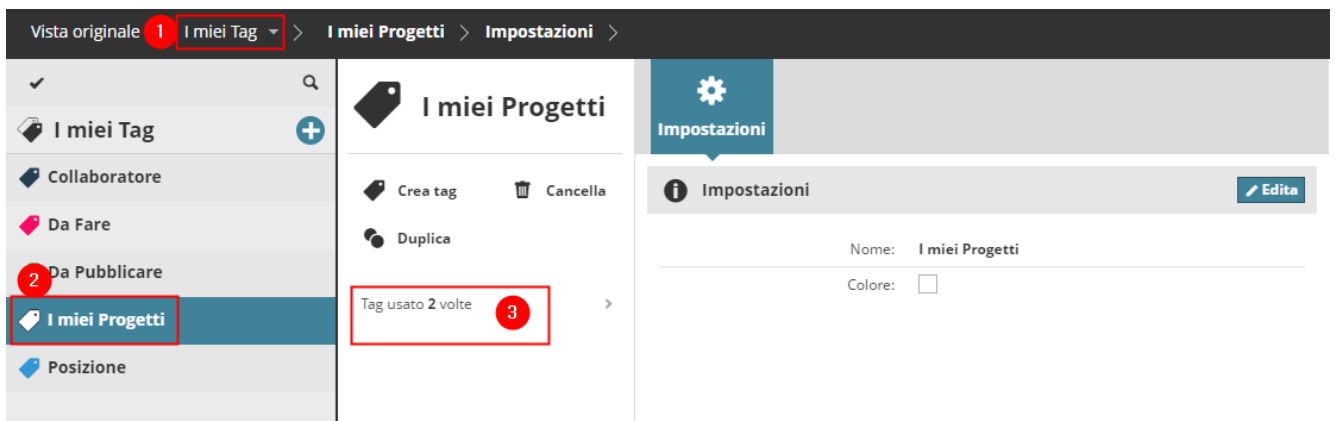 Vista originale 1 I miei Tag > I miei Progetti > Impostazioni >
I miei Tag
Collaboratore
Da Fare
2 Da Pubblicare
I miei Progetti
Posizione
I miei Progetti
Crea tag Cancella
Duplica
Tag usato 2 volte 3 >
Impostazioni
Impostazioni Edita
Nome: I miei Progetti
Colore: